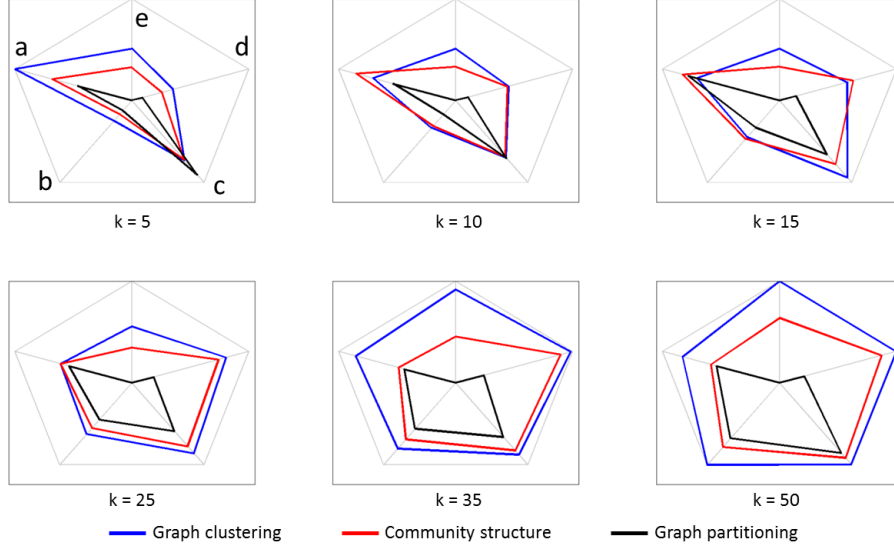 e
a
d
b
c
k = 5
k = 10
k = 15
k = 25
k = 35
k = 50
Graph clustering
Community structure
Graph partitioning